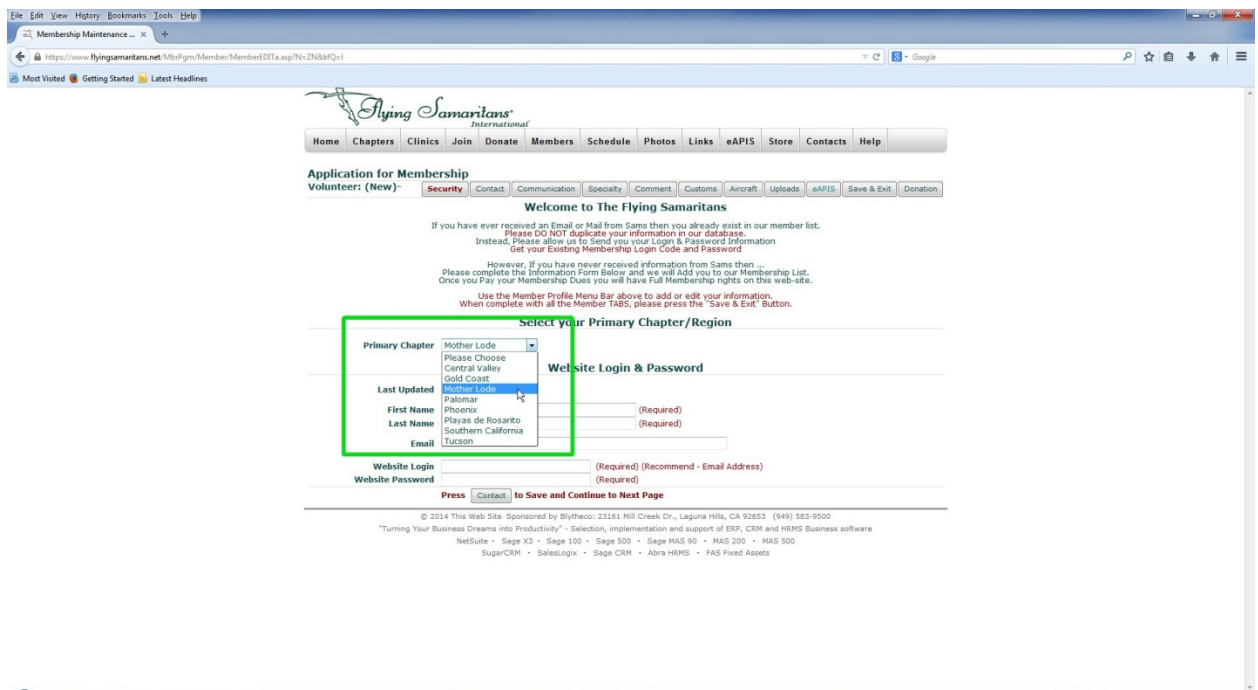 File Edit View History Bookmarks Tools Help
Membership Maintenance ... × +
https://www.flyingsamaritans.net/MbrPgm/Member/MemberEDITa.asp?N=ZN&kfQ=I
Google
Most Visited Getting Started Latest Headlines
Flying Samaritans
International
Home Chapters Clinics Join Donate Members Schedule Photos Links eAPIS Store Contacts Help
Application for Membership
Volunteer: (New)- Security Contact Communication Specialty Comment Customs Aircraft Uploads eAPIS Save & Exit Donation
Welcome to The Flying Samaritans
If you have ever received an Email or Mail from Sams then you already exist in our member list.
Please DO NOT duplicate your information in our database.
Instead, Please allow us to Send you your Login & Password Information
Get your Existing Membership Login Code and Password
However, If you have never received information from Sams then ...
Please complete the Information Form Below and we will Add you to our Membership List.
Once you Pay your Membership Dues you will have Full Membership rights on this web-site.
Use the Member Profile Menu Bar above to add or edit your information.
When complete with all the Member TABS, please press the "Save & Exit" Button.
Select your Primary Chapter/Region
Primary Chapter Mother Lode
Please Choose
Central Valley
Gold Coast
Mother Lode
Palomar
Phoenix
Playas de Rosarito
Southern California
Tucson
Website Login & Password
Last Updated
First Name (Required)
Last Name (Required)
Email
Website Login (Required) (Recommend - Email Address)
Website Password (Required)
Press Contact to Save and Continue to Next Page
© 2014 This Web Site Sponsored by Blytheco: 23161 Mill Creek Dr., Laguna Hills, CA 92653 (949) 583-9500
"Turning Your Business Dreams into Productivity" - Selection, implementation and support of ERP, CRM and HRMS Business software
NetSuite - Sage X3 - Sage 100 - Sage 500 - Sage MAS 90 - MAS 200 - MAS 500
SugarCRM - SalesLogix - Sage CRM - Abra HRMS - FAS Fixed Assets